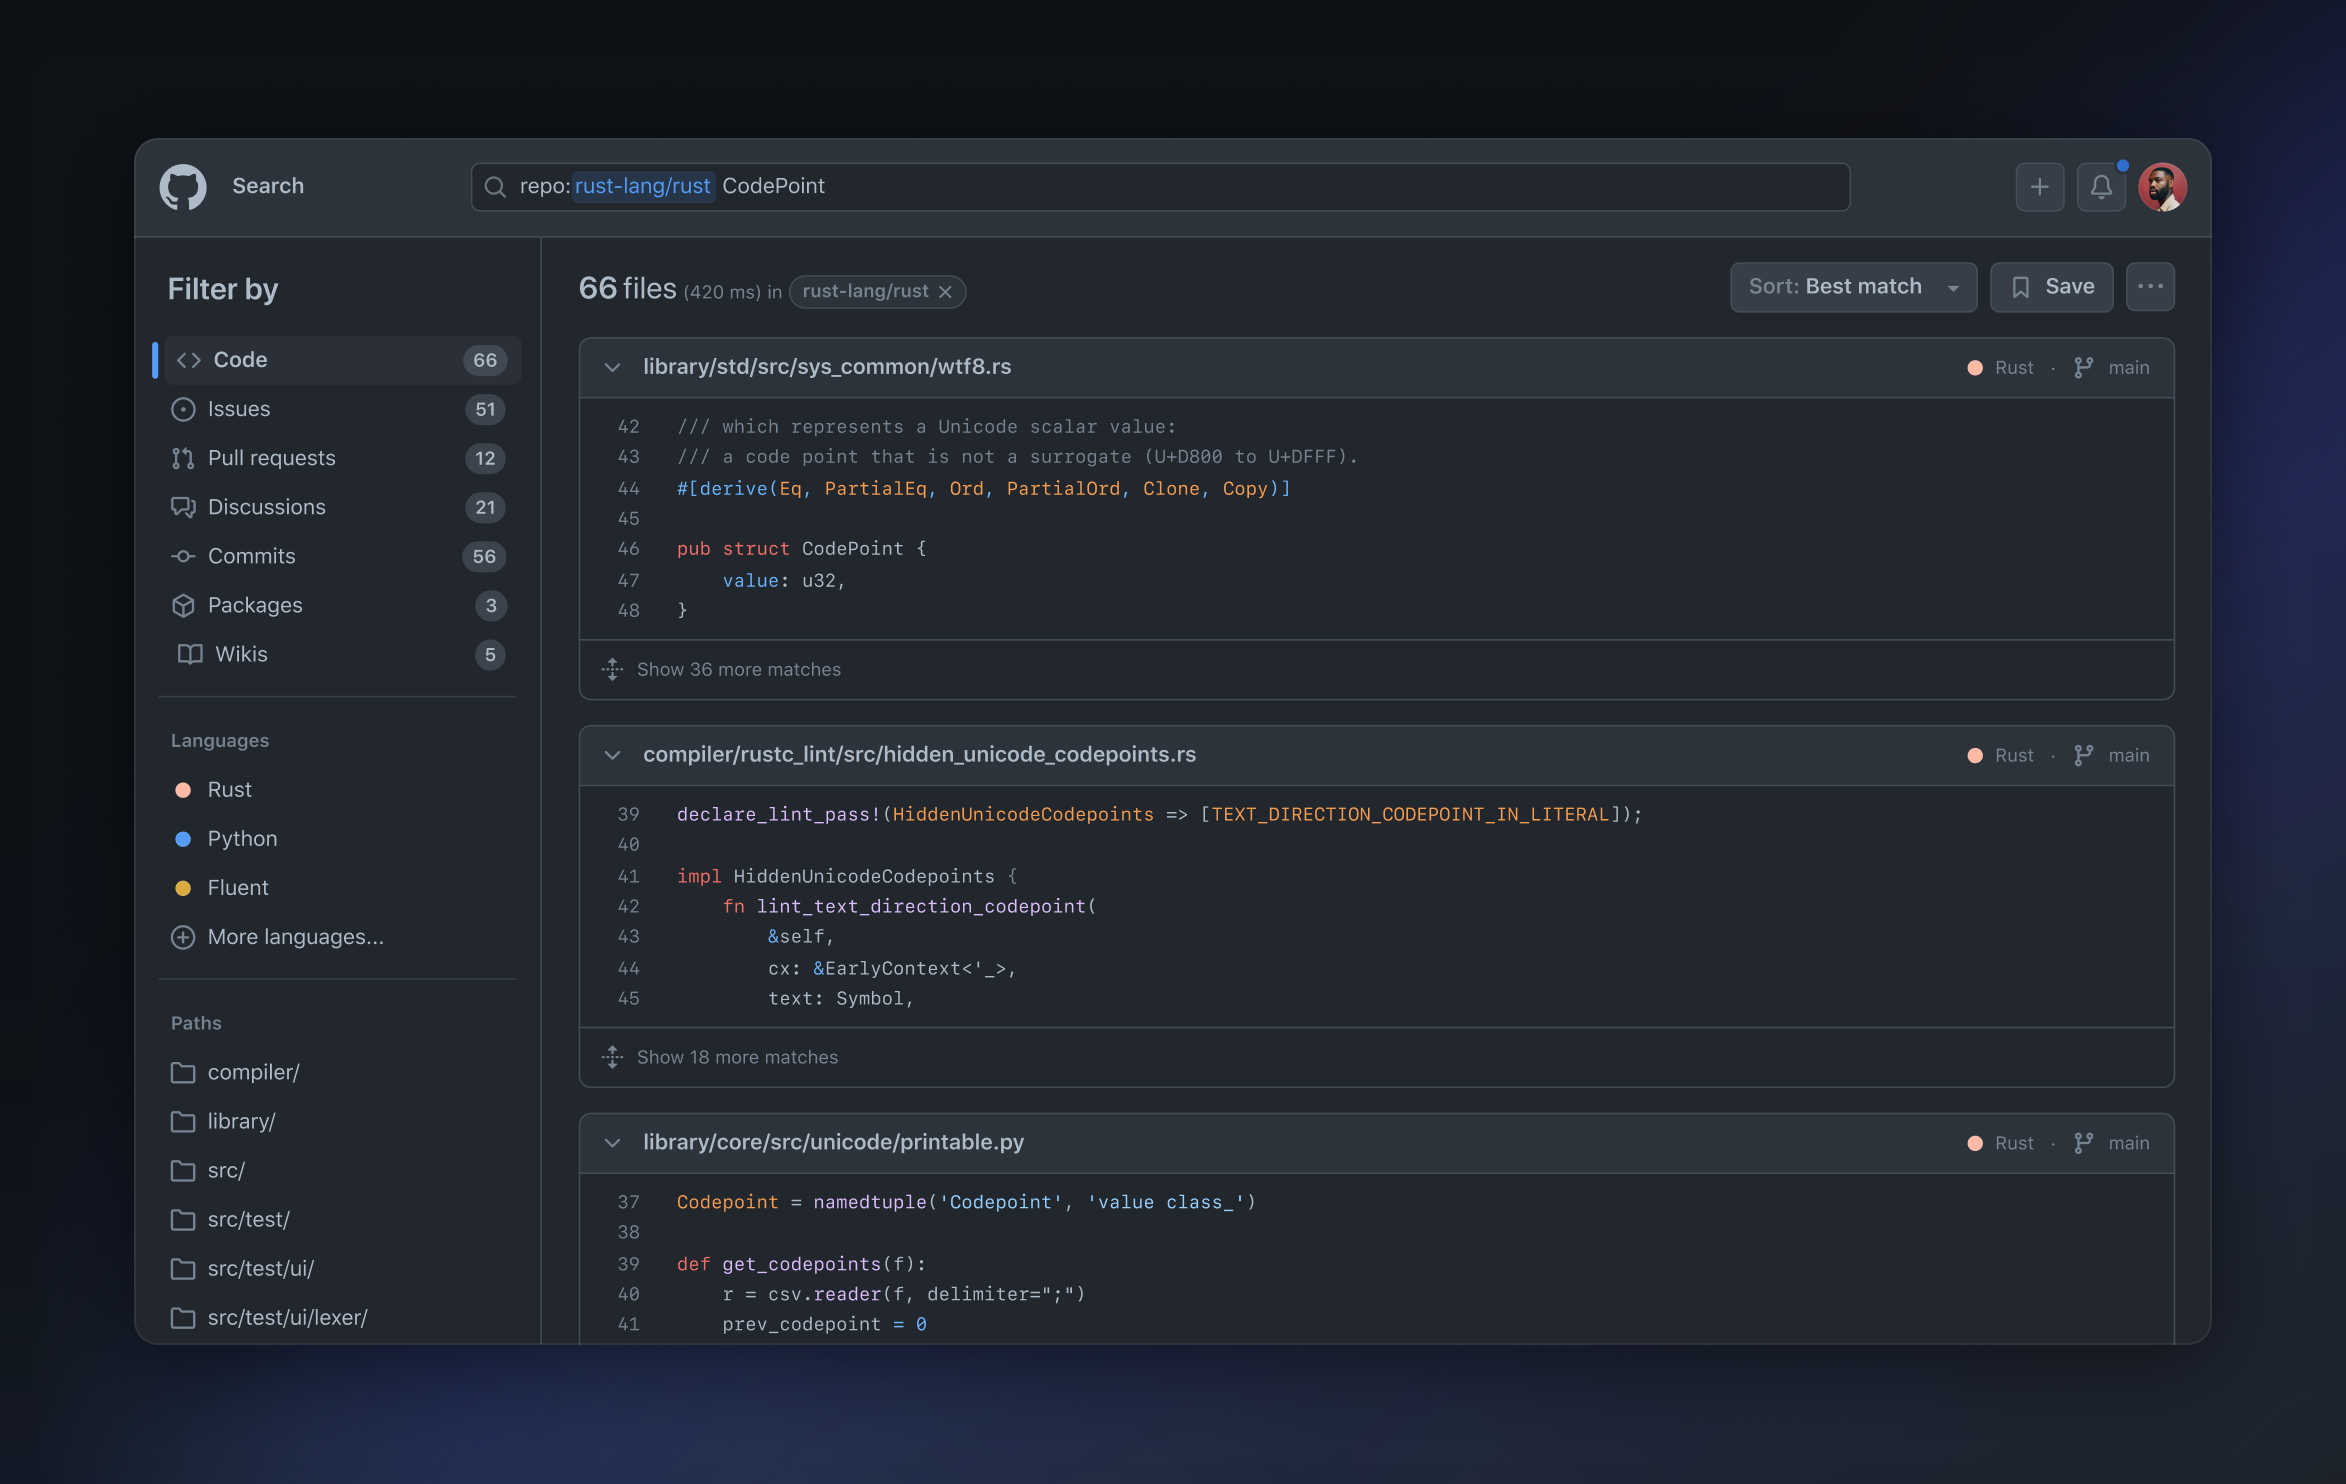 Search
repo:rust-lang/rust CodePoint
Filter by
Code 66
Issues 51
Pull requests 12
Discussions 21
Commits 56
Packages 3
Wikis 5
Languages
Rust
Python
Fluent
More languages...
Paths
compiler/
library/
src/
src/test/
src/test/ui/
src/test/ui/lexer/
66 files (420 ms) in rust-lang/rust
Sort: Best match
Save
library/std/src/sys_common/wtf8.rs Rust · main
42 /// which represents a Unicode scalar value:
43 /// a code point that is not a surrogate (U+D800 to U+DFFF).
44 #[derive(Eq, PartialEq, Ord, PartialOrd, Clone, Copy)]
45
46 pub struct CodePoint {
47     value: u32,
48 }
Show 36 more matches
compiler/rustc_lint/src/hidden_unicode_codepoints.rs Rust · main
39 declare_lint_pass!(HiddenUnicodeCodepoints => [TEXT_DIRECTION_CODEPOINT_IN_LITERAL]);
40
41 impl HiddenUnicodeCodepoints {
42     fn lint_text_direction_codepoint(
43         &self,
44         cx: &EarlyContext<'_>,
45         text: Symbol,
Show 18 more matches
library/core/src/unicode/printable.py Rust · main
37 Codepoint = namedtuple('Codepoint', 'value class_')
38
39 def get_codepoints(f):
40     r = csv.reader(f, delimiter=";")
41     prev_codepoint = 0